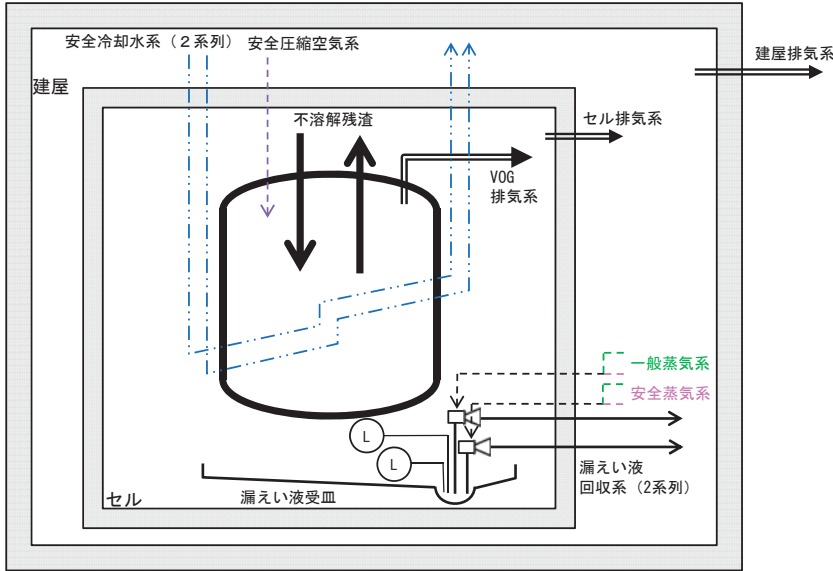 安全冷却水系（２系列）
安全圧縮空気系
建屋排気系
建屋
セル排気系
不溶解残渣
VOG
排気系
一般蒸気系
安全蒸気系
L
L
漏えい液
回収系（2系列）
漏えい液受皿
セル